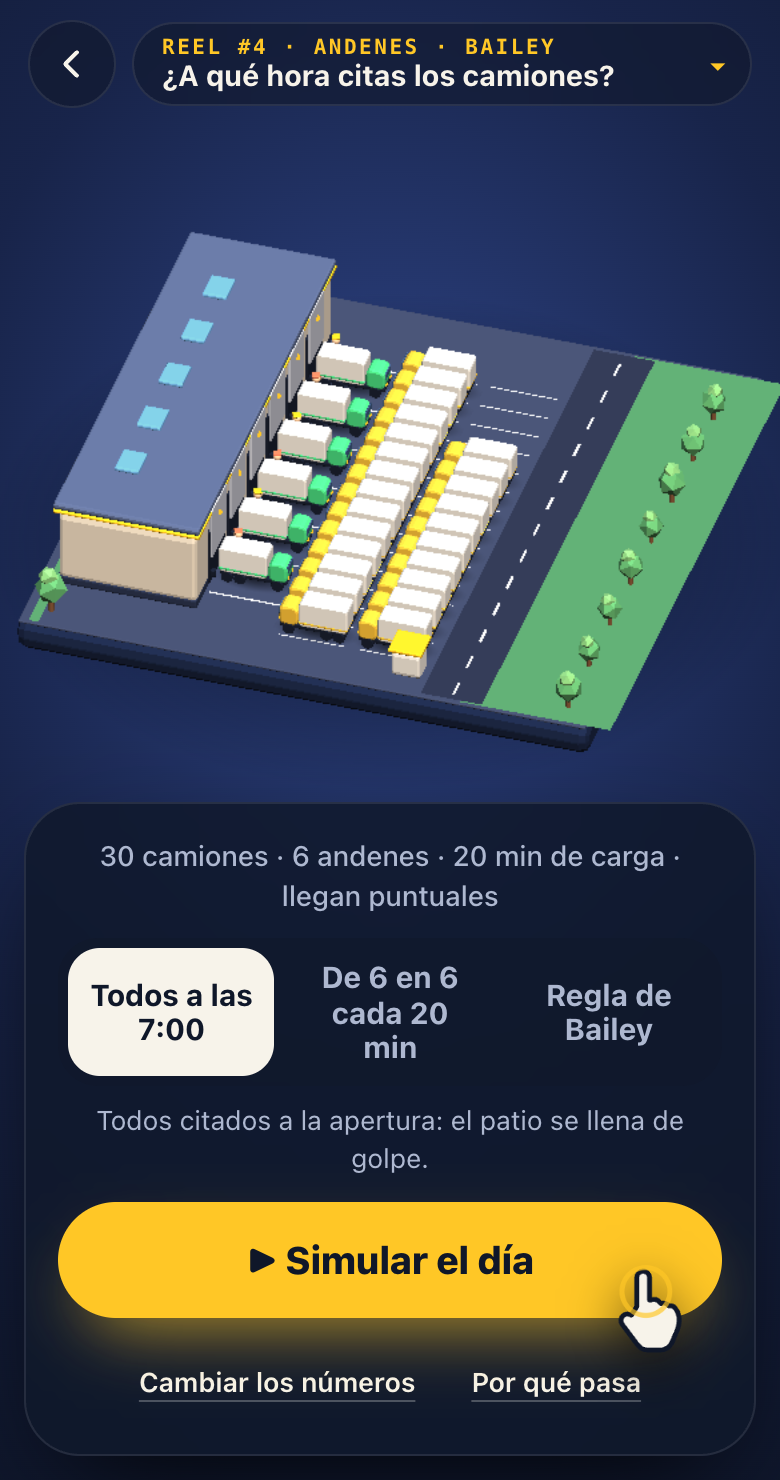 REEL #4 · ANDENES · BAILEY
¿A qué hora citas los camiones?
30 camiones · 6 andenes · 20 min de carga ·
llegan puntuales
Todos a las
7:00
De 6 en 6
cada 20
min
Regla de
Bailey
Todos citados a la apertura: el patio se llena de
golpe.
Simular el día
Cambiar los números
Por qué pasa